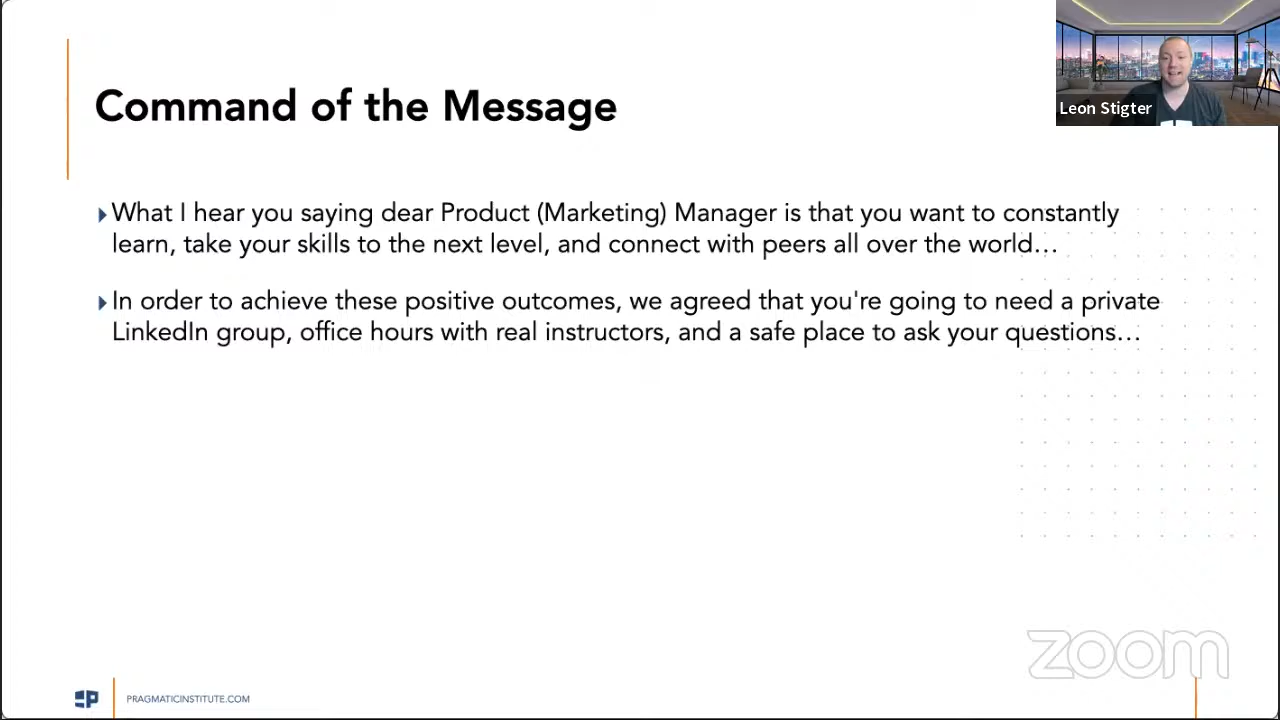 Command of the Message
Leon Stigter
What I hear you saying dear Product (Marketing) Manager is that you want to constantly
learn, take your skills to the next level, and connect with peers all over the world…
In order to achieve these positive outcomes, we agreed that you're going to need a private
LinkedIn group, office hours with real instructors, and a safe place to ask your questions…
zoom
PRAGMATICINSTITUTE.COM